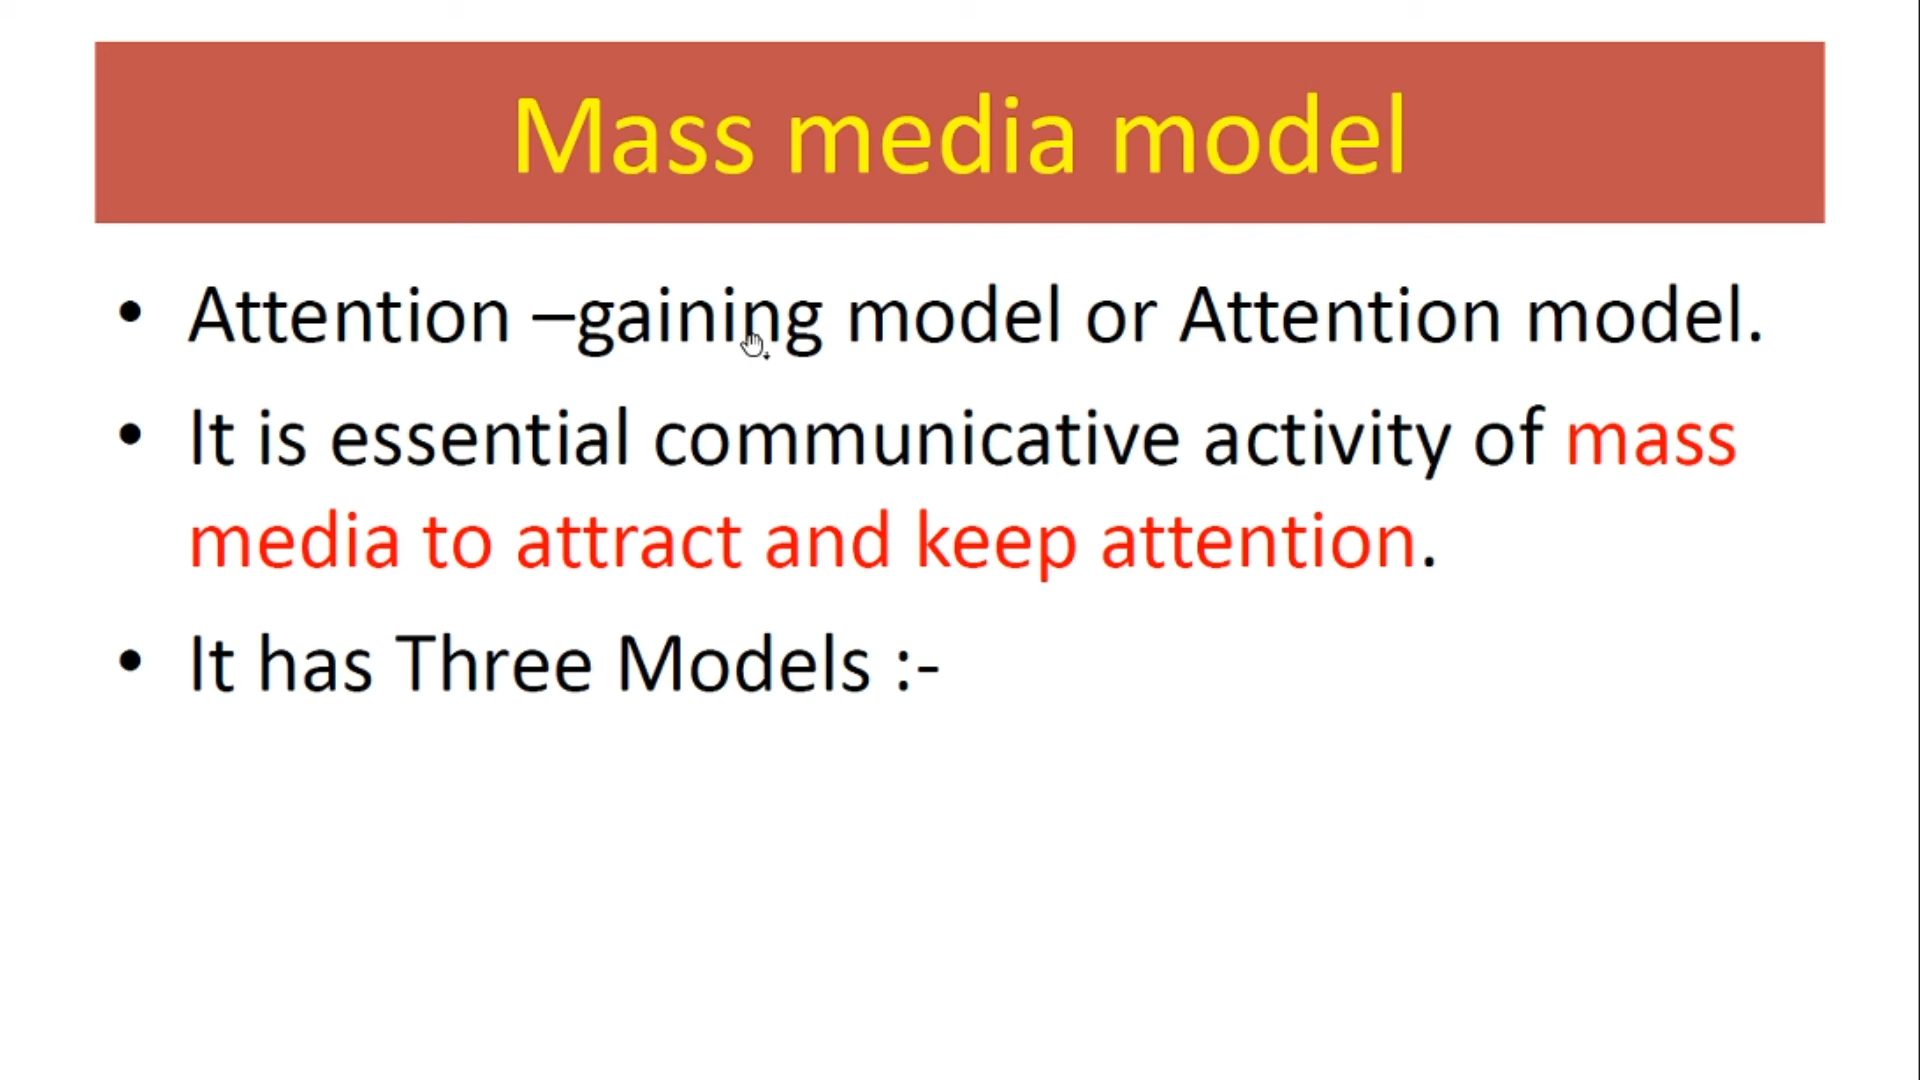 Mass media model
• Attention –gaining model or Attention model.
• It is essential communicative activity of mass
media to attract and keep attention.
• It has Three Models :-